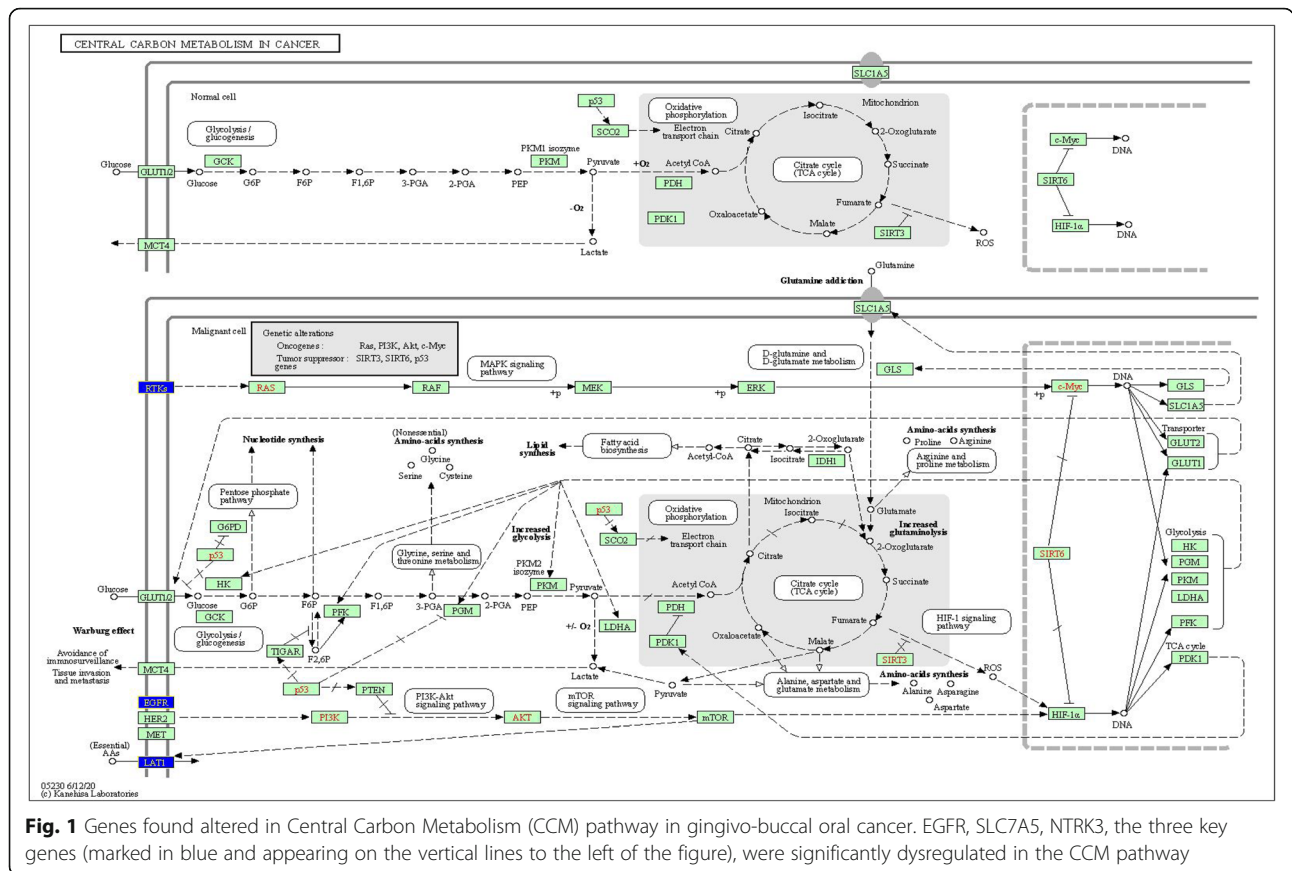 CENTRAL CARBON METABOLISM IN CANCER
SLC1A5
Normal cell
p53
Oxidative phosphorylation
Mitochondrion
Isocitrate
Glycolysis / glucogenesis
SCO2
Electron transport chain
Citrate
2-Oxoglutarate
c-Myc
DNA
PKM1 isozyme
Glucose
GLUT1/2
GCK
PKM
Pyruvate
+O2
Acetyl CoA
Citrate cycle (TCA cycle)
Succinate
SIRT6
Glucose
G6P
F6P
F1,6P
3-PGA
2-PGA
PEP
PDH
-O2
PDK1
Oxaloacetate
Fumarate
Malate
SIRT3
ROS
HIF-1α
DNA
MCT4
Lactate
Glutamine
Glutamine addiction
SLC1A5
Malignant cell
Genetic alterations
Oncogenes : Ras, PI3K, Akt, c-Myc
Tumor suppressor : SIRT3, SIRT6, p53
genes
MAPK signaling pathway
D-glutamine and D-glutamate metabolism
GLS
RTKs
RAS
RAF
+p
MEK
+p
ERK
+p
c-Myc
DNA
GLS
SLC1A5
Transporter
GLUT2
GLUT1
Nucleotide synthesis
(Nonessential)
Amino-acids synthesis
Glycine
Serine
Cysteine
Lipid synthesis
Fatty acid biosynthesis
Acetyl-CoA
Citrate
Isocitrate
2-Oxoglutarate
IDH1
Amino-acids synthesis
Proline
Arginine
Arginine and proline metabolism
Pentose phosphate pathway
G6PD
p53
HK
Glycine, serine and threonine metabolism
Increased glycolysis
PKM2 isozyme
PKM
p53
SCO2
Oxidative phosphorylation
Electron transport chain
Mitochondrion
Isocitrate
Citrate
Glutamate
Increased glutaminolysis
2-Oxoglutarate
Succinate
SIRT6
Glycolysis
HK
PGM
PKM
LDHA
PFK
Glucose
GLUT1/2
Glucose
GCK
G6P
F6P
PFK
F1,6P
3-PGA
PGM
2-PGA
PEP
Pyruvate
LDHA
+/- O2
Acetyl CoA
PDH
PDK1
Citrate cycle (TCA cycle)
Oxaloacetate
Fumarate
Malate
HIF-1 signaling pathway
Warburg effect
Glycolysis / glucogenesis
TIGAR
F2,6P
SIRT3
ROS
TCA cycle
PDK1
Avoidance of immnosurveillance
Tissue invasion and metastasis
MCT4
Lactate
Pyruvate
Alanine, aspartate and glutamate metabolism
Amino-acids synthesis
Alanine
Asparagine
Aspartate
p53
PTEN
PI3K-Akt signaling pathway
mTOR signaling pathway
EGFR
HER2
MET
PI3K
AKT
mTOR
HIF-1α
DNA
(Essential)
AAs
LAT1
05230 6/12/20
(c) Kanehisa Laboratories
Fig. 1 Genes found altered in Central Carbon Metabolism (CCM) pathway in gingivo-buccal oral cancer. EGFR, SLC7A5, NTRK3, the three key
genes (marked in blue and appearing on the vertical lines to the left of the figure), were significantly dysregulated in the CCM pathway